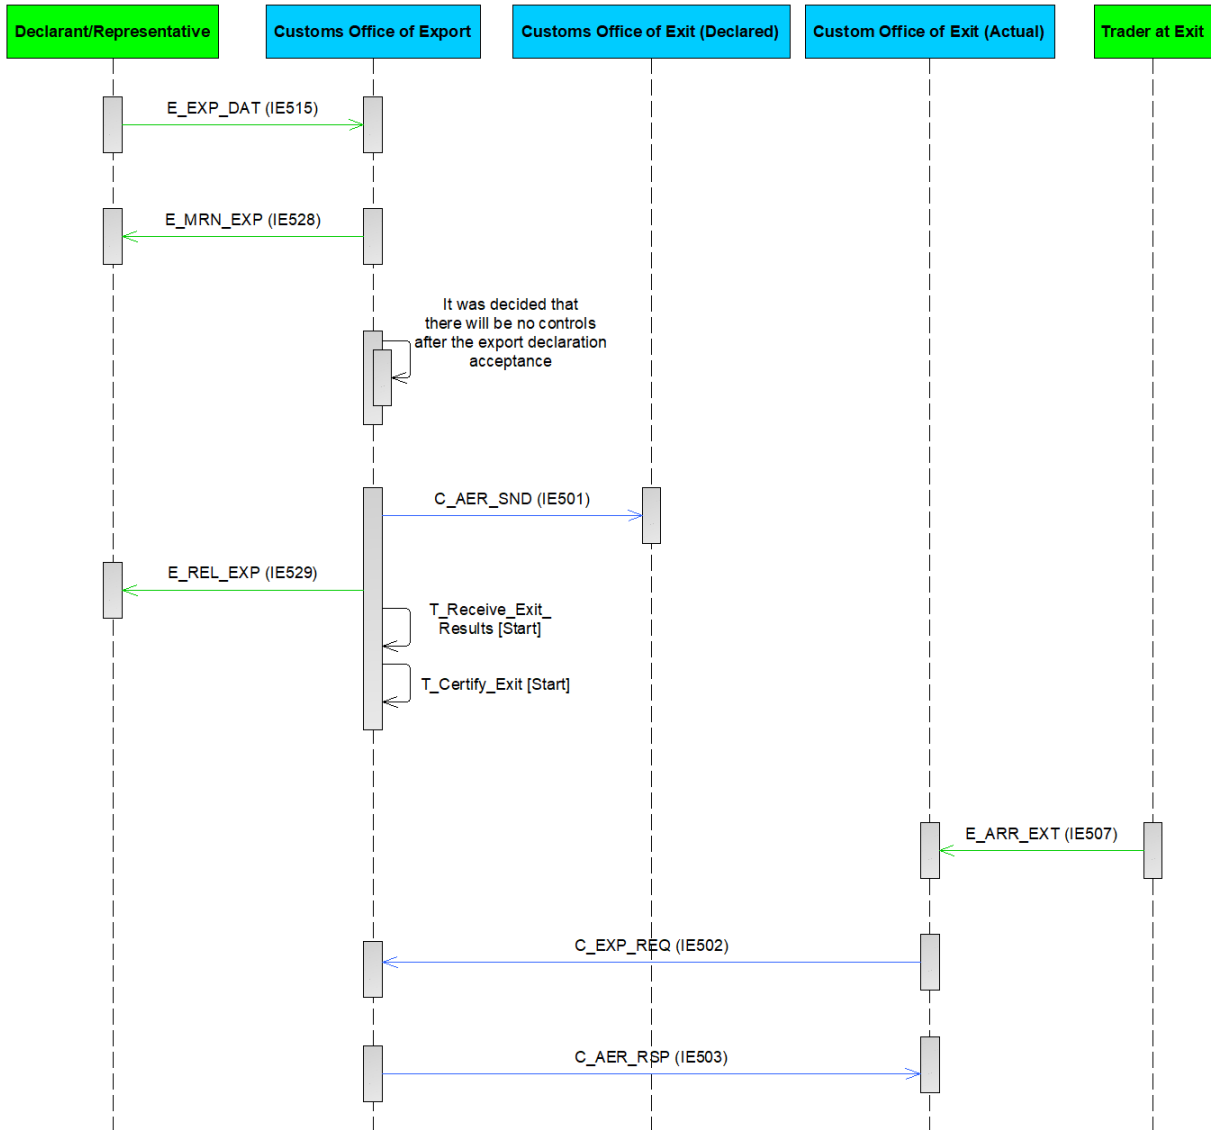 Declarant/Representative
Customs Office of Export
Customs Office of Exit (Declared)
Custom Office of Exit (Actual)
Trader at Exit
E_EXP_DAT (IE515)
E_MRN_EXP (IE528)
It was decided that
there will be no controls
after the export declaration
acceptance
C_AER_SND (IE501)
E_REL_EXP (IE529)
T_Receive_Exit_
Results [Start]
T_Certify_Exit [Start]
E_ARR_EXT (IE507)
C_EXP_REQ (IE502)
C_AER_RSP (IE503)